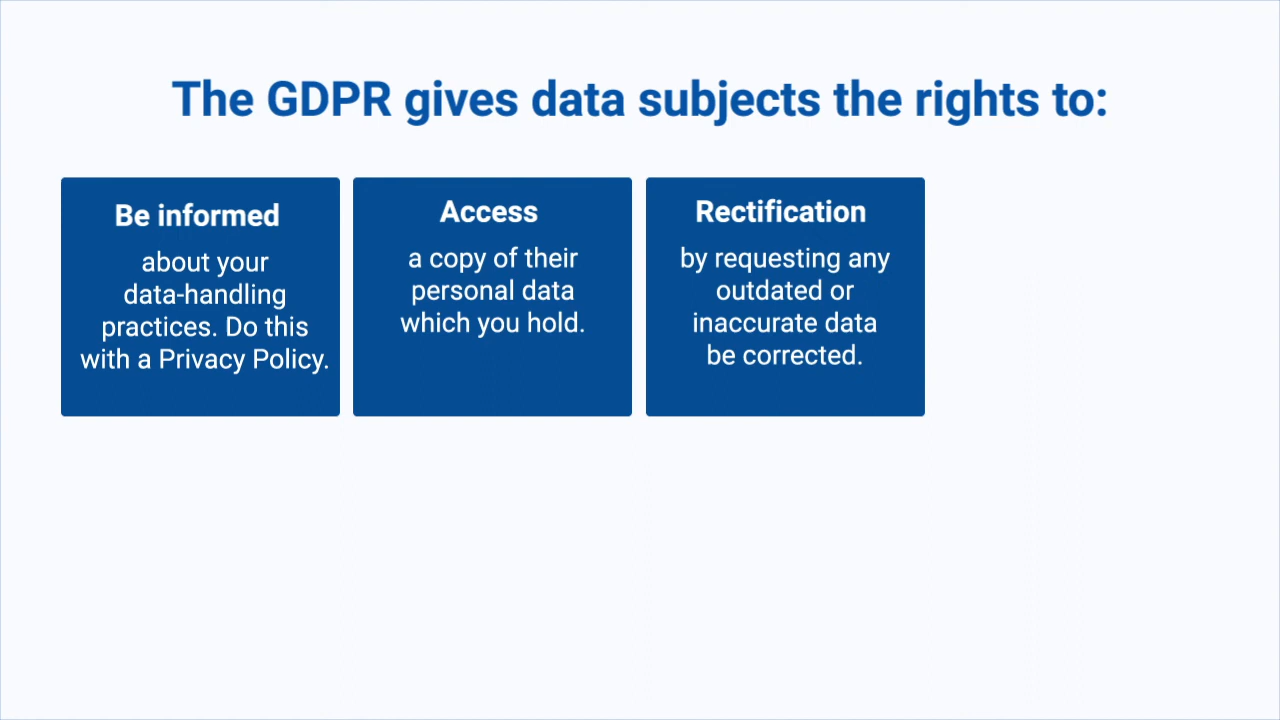 The GDPR gives data subjects the rights to:
Be informed
about your
data-handling
practices. Do this
with a Privacy Policy.
Access
a copy of their
personal data
which you hold.
Rectification
by requesting any
outdated or
inaccurate data
be corrected.